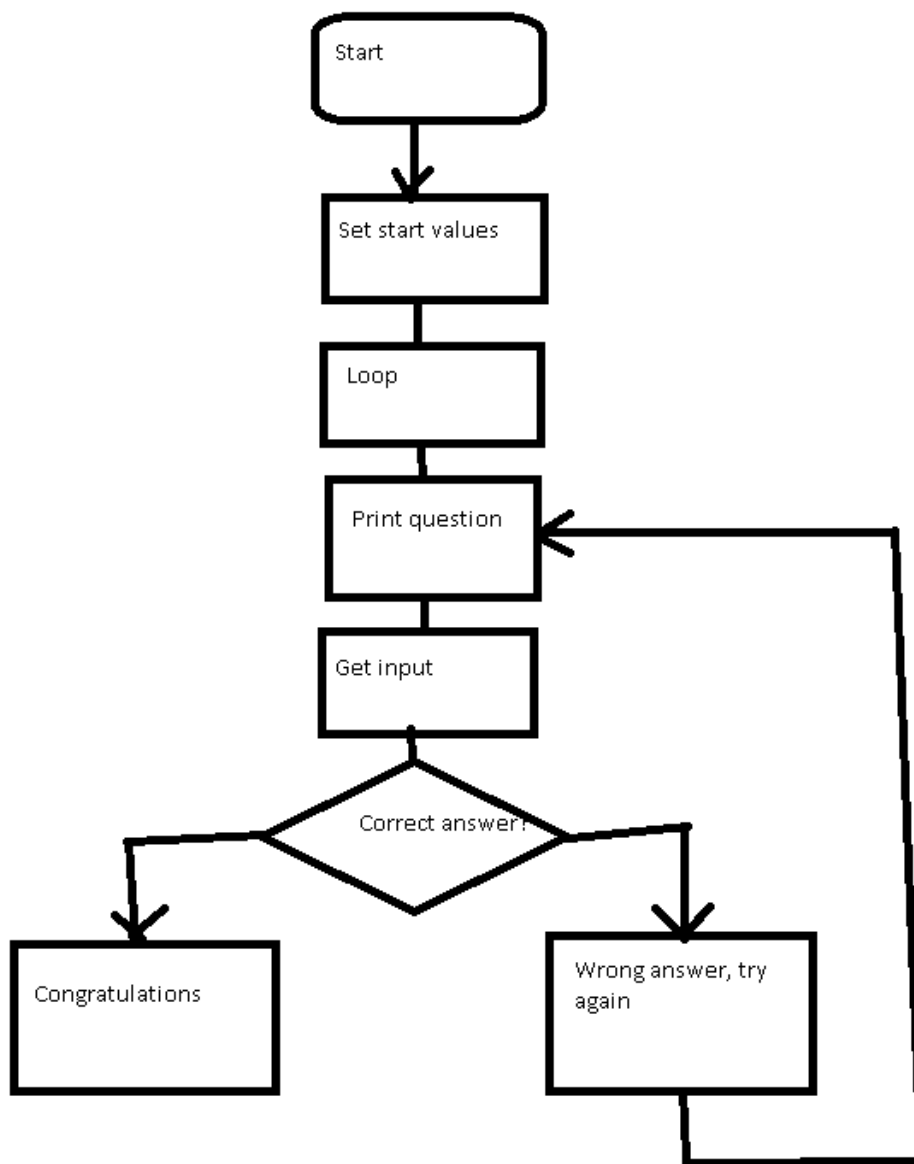 Start
Set start values
Loop
Print question
Get input
Correct answer?
Congratulations
Wrong answer, try
again